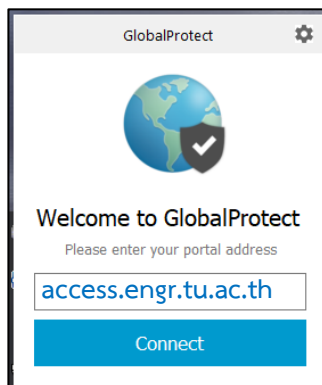 GlobalProtect
Welcome to GlobalProtect
Please enter your portal address
access.engr.tu.ac.th
Connect